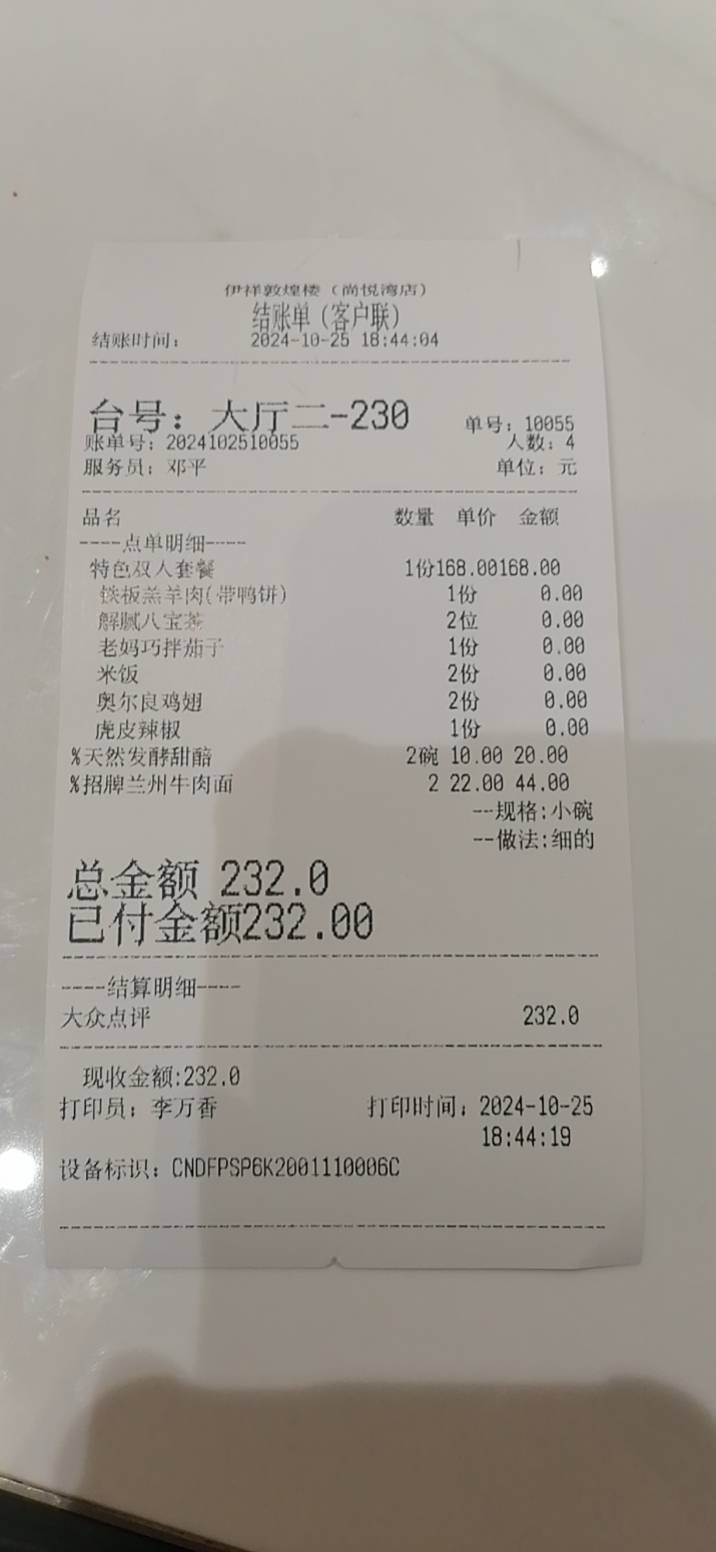 伊祥敦煌楼（尚悦湾店）
结账单（客户联）
结账时间： 2024-10-25 18:44:04
台号：大厅二-230 单号：10055
账单号：2024102510055 人数：4
服务员：邓平 单位：元
品名 数量 单价 金额
----点单明细----
特色双人套餐 1份168.00168.00
铁板羔羊肉(带鸭饼) 1份 0.00
解腻八宝茶 2位 0.00
老妈巧拌茄子 1份 0.00
米饭 2份 0.00
奥尔良鸡翅 2份 0.00
虎皮辣椒 1份 0.00
%天然发酵甜醅 2碗 10.00 20.00
%招牌兰州牛肉面 2 22.00 44.00
--规格:小碗
--做法:细的
总金额 232.0
已付金额232.00
----结算明细----
大众点评 232.0
现收金额:232.0
打印员：李万香 打印时间：2024-10-25
18:44:19
设备标识：CNDFPSP6K2001110006C